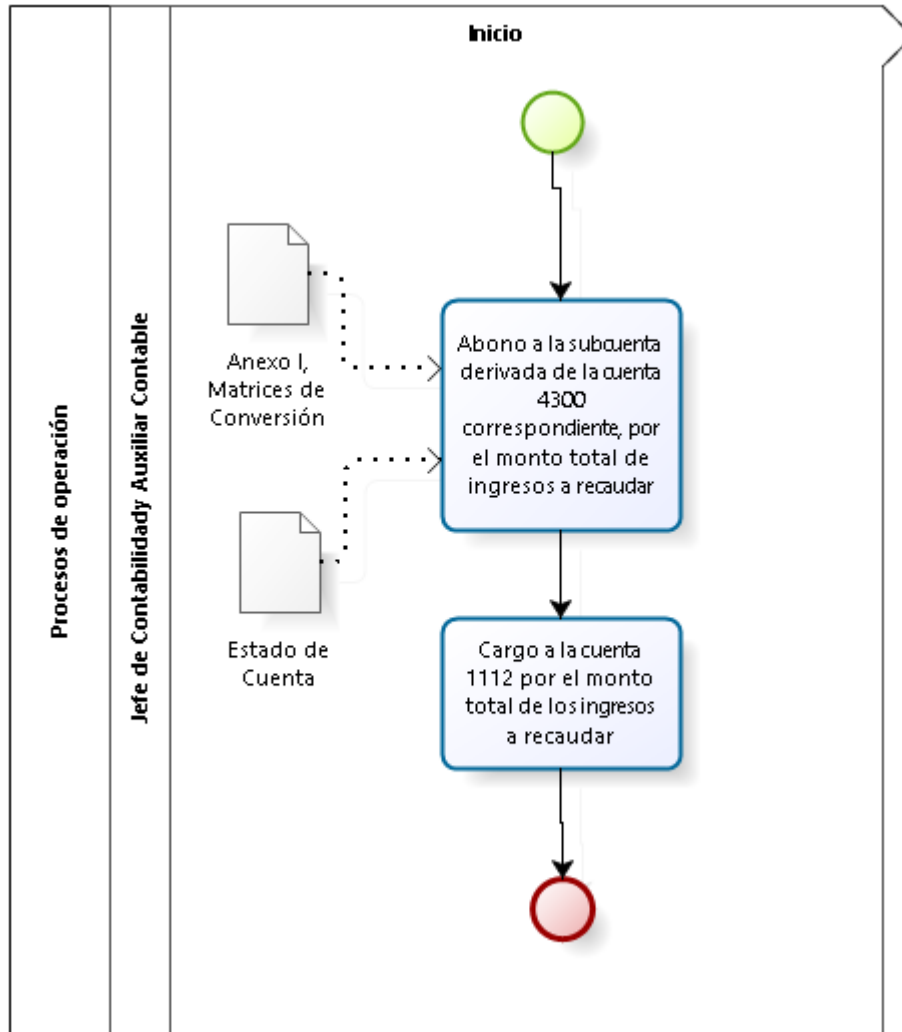 Inicio
Procesos de operación
Jefe de Contabilidady Auxiliar Contable
Anexo I,
Matrices de
Conversión
Abono a la subcuenta
derivada de la cuenta
4300
correspondiente, por
el monto total de
ingresos a recaudar
Estado de
Cuenta
Cargo a la cuenta
1112 por el monto
total de los ingresos
a recaudar